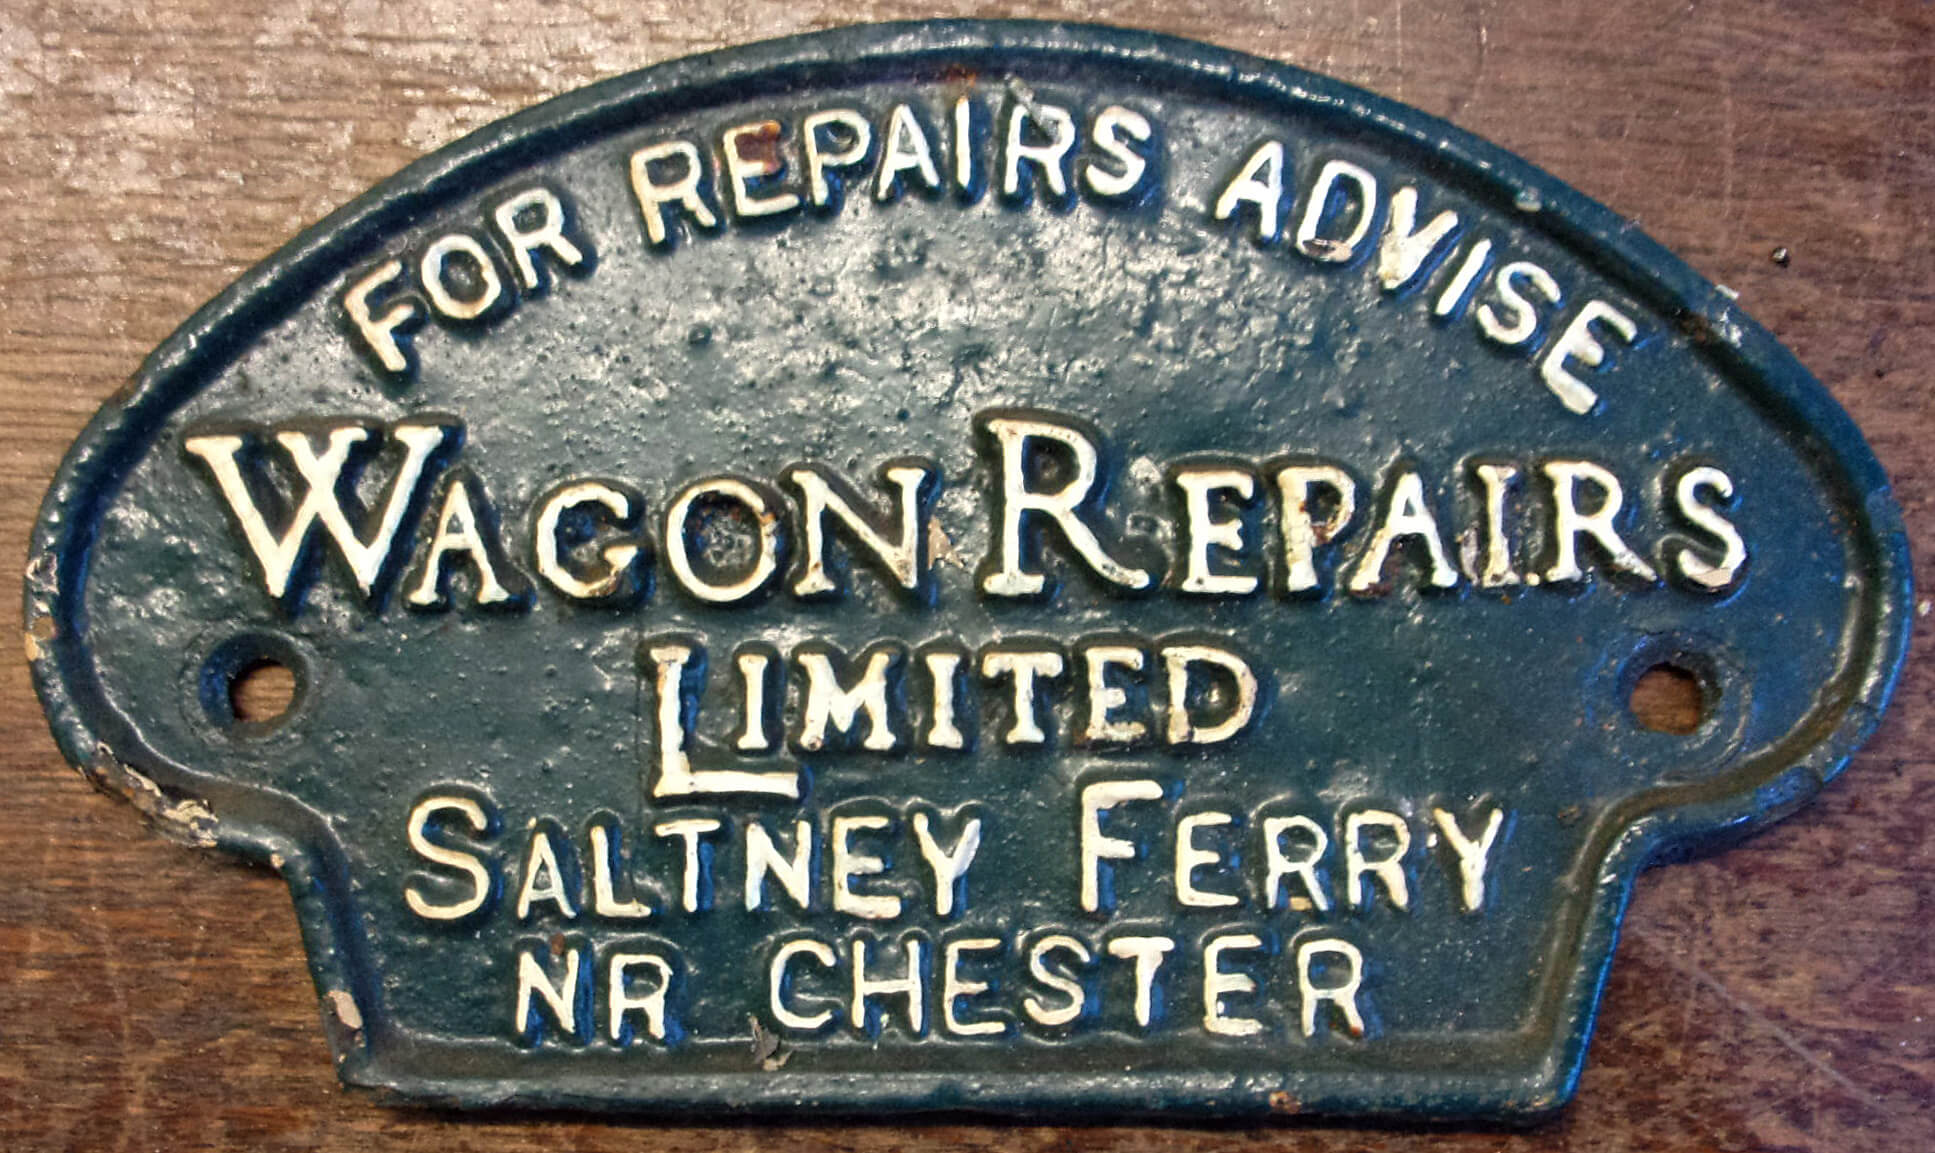 FOR REPAIRS ADVISE
WAGON REPAIRS
LIMITED
SALTNEY FERRY
NR CHESTER